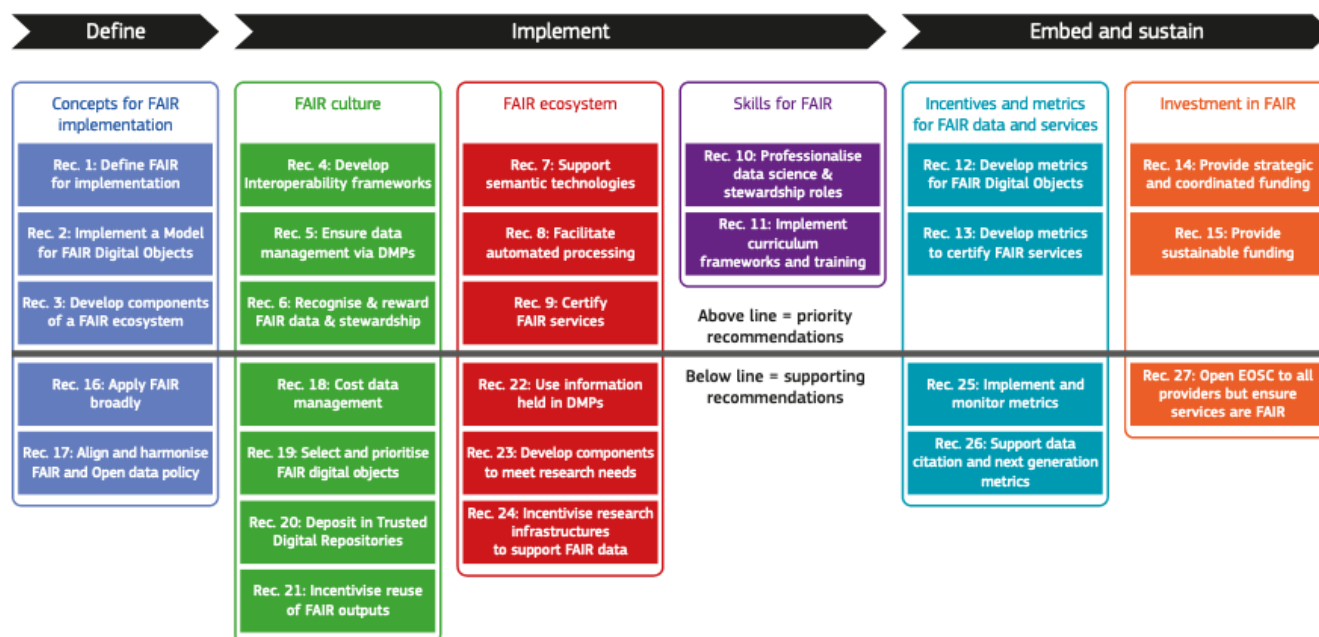 Define
Implement
Embed and sustain
Concepts for FAIR
implementation
Rec. 1: Define FAIR
for implementation
Rec. 2: Implement a Model
for FAIR Digital Objects
Rec. 3: Develop components
of a FAIR ecosystem
Rec. 16: Apply FAIR
broadly
Rec. 17: Align and harmonise
FAIR and Open data policy
FAIR culture
Rec. 4: Develop
Interoperability frameworks
Rec. 5: Ensure data
management via DMPs
Rec. 6: Recognise & reward
FAIR data & stewardship
Rec. 18: Cost data
management
Rec. 19: Select and prioritise
FAIR digital objects
Rec. 20: Deposit in Trusted
Digital Repositories
Rec. 21: Incentivise reuse
of FAIR outputs
FAIR ecosystem
Rec. 7: Support
semantic technologies
Rec. 8: Facilitate
automated processing
Rec. 9: Certify
FAIR services
Rec. 22: Use information
held in DMPs
Rec. 23: Develop components
to meet research needs
Rec. 24: Incentivise research
infrastructures
to support FAIR data
Skills for FAIR
Rec. 10: Professionalise
data science &
stewardship roles
Rec. 11: Implement
curriculum
frameworks and training
Above line = priority
recommendations
Below line = supporting
recommendations
Incentives and metrics
for FAIR data and services
Rec. 12: Develop metrics
for FAIR Digital Objects
Rec. 13: Develop metrics
to certify FAIR services
Rec. 25: Implement and
monitor metrics
Rec. 26: Support data
citation and next generation
metrics
Investment in FAIR
Rec. 14: Provide strategic
and coordinated funding
Rec. 15: Provide
sustainable funding
Rec. 27: Open EOSC to all
providers but ensure
services are FAIR